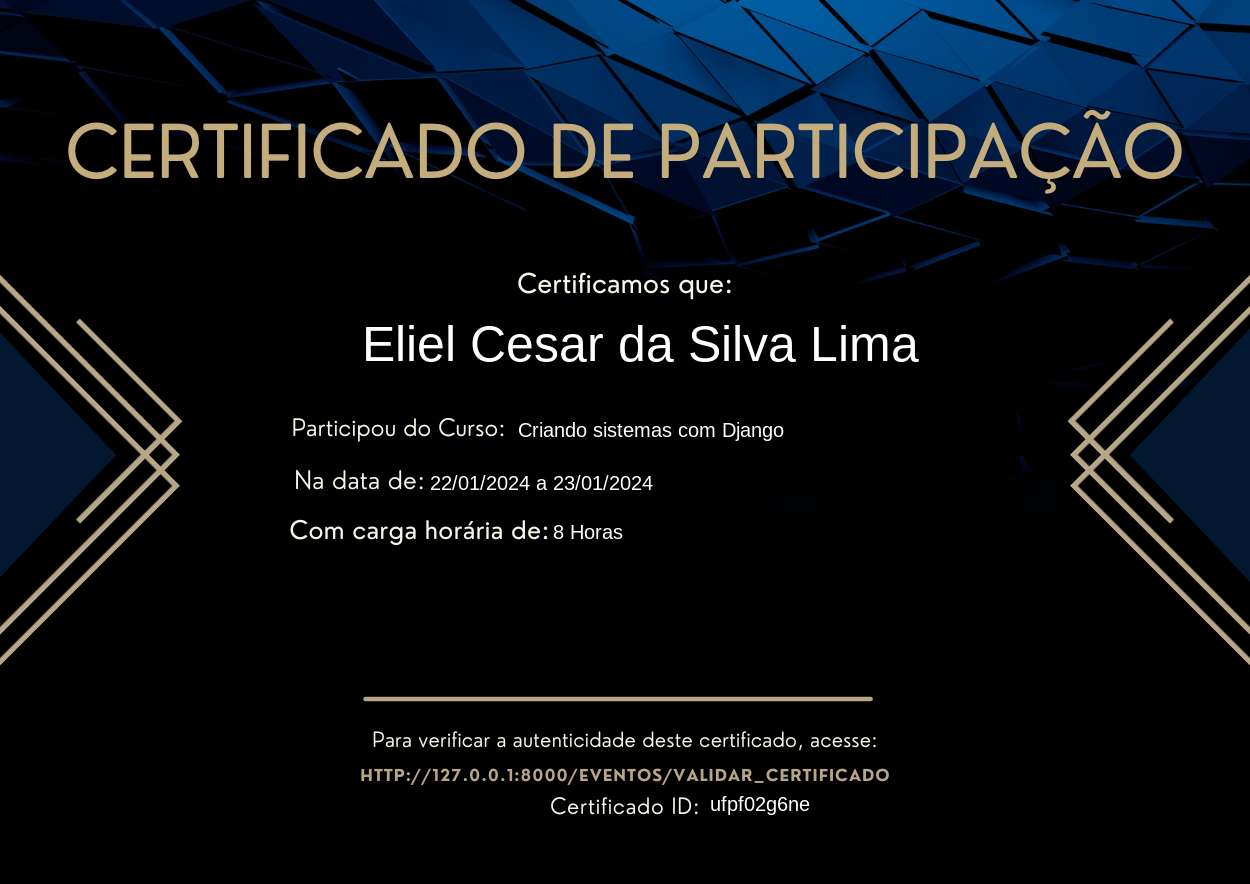 CERTIFICADO DE PARTICIPAÇÃO
Certificamos que:
Eliel Cesar da Silva Lima
Participou do Curso: Criando sistemas com Django
Na data de: 22/01/2024 a 23/01/2024
Com carga horária de: 8 Horas
Para verificar a autenticidade deste certificado, acesse:
HTTP://127.0.0.1:8000/EVENTOS/VALIDAR_CERTIFICADO
Certificado ID: ufpf02g6ne